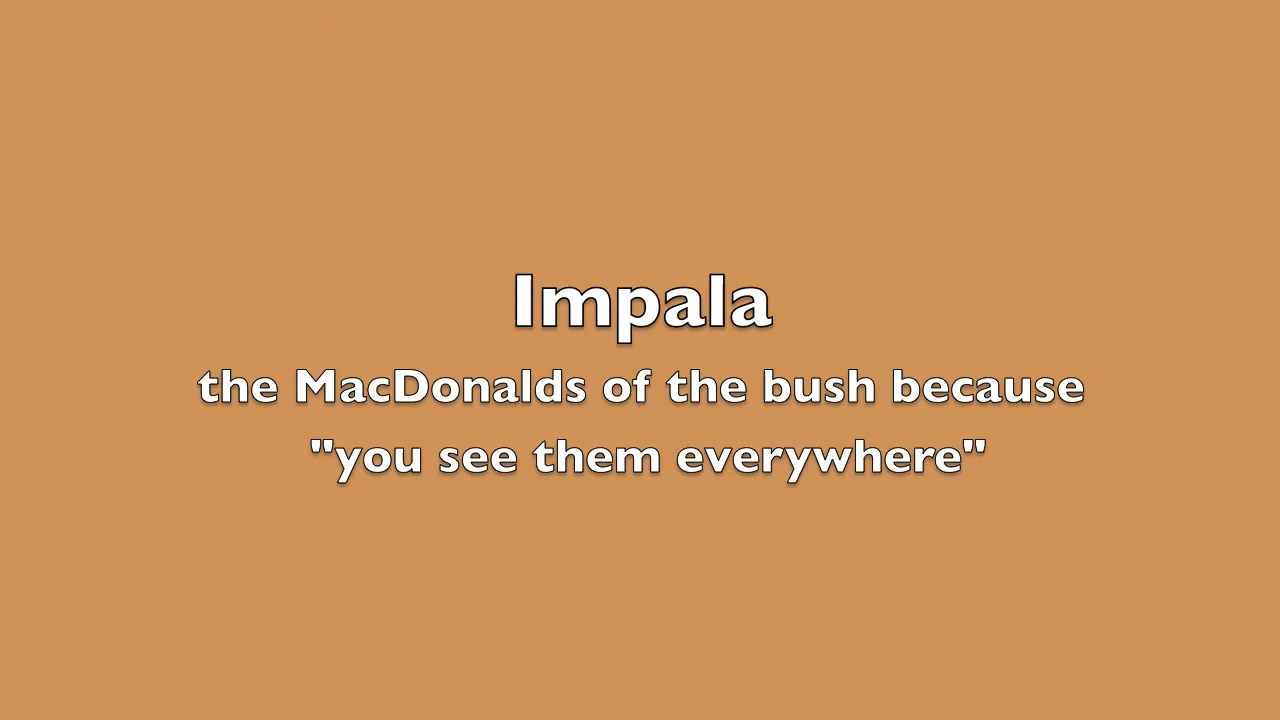 Impala
the MacDonalds of the bush because
"you see them everywhere"